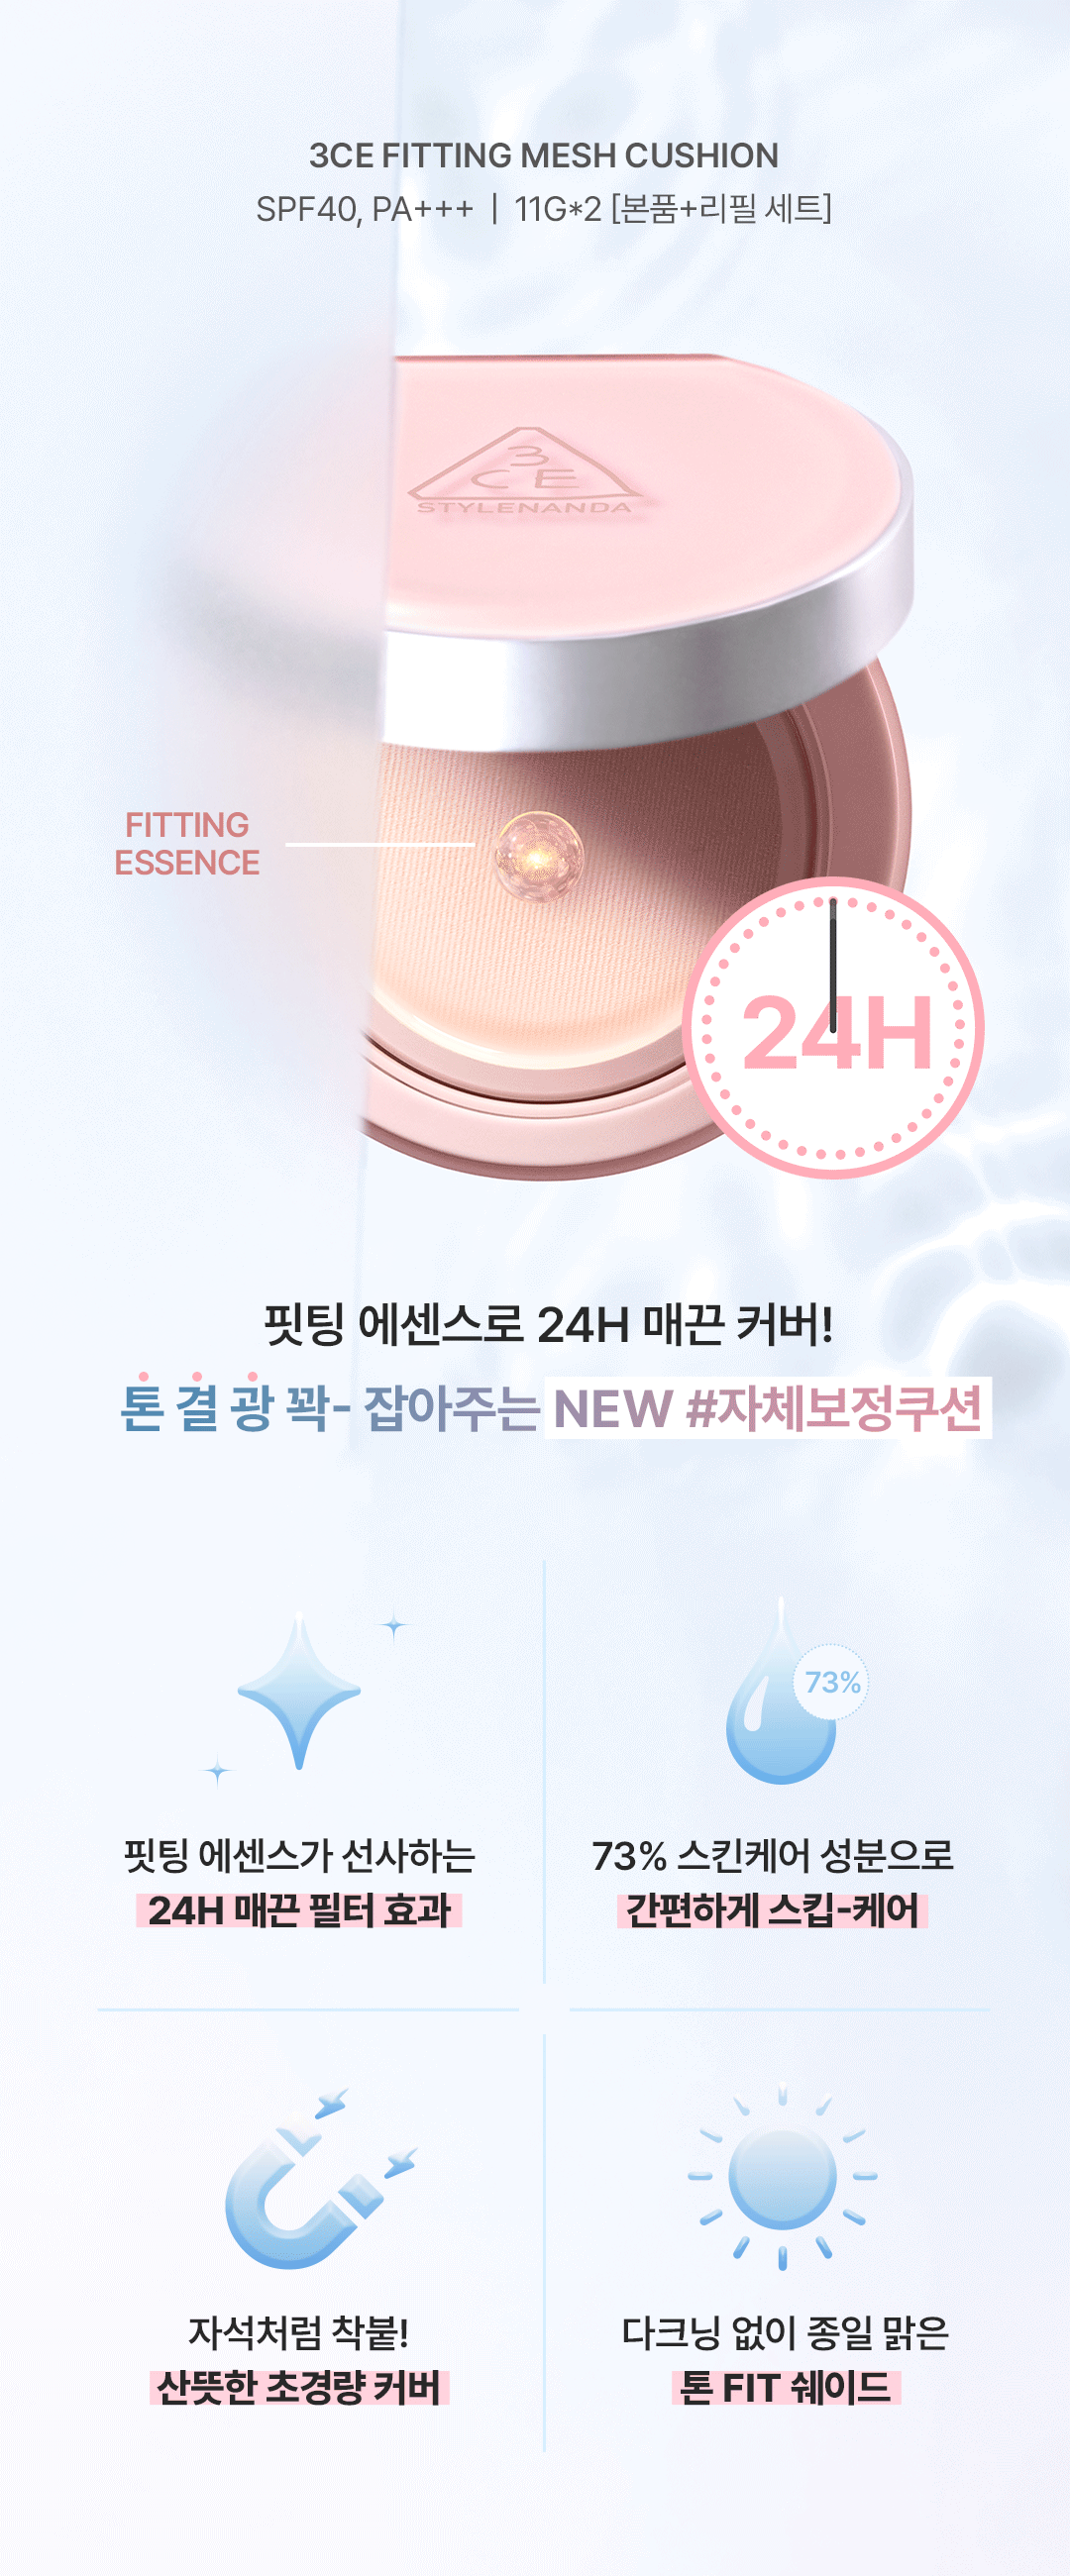 3CE FITTING MESH CUSHION
SPF40, PA+++ | 11G*2 [본품+리필 세트]
3
CE
STYLENANDA
FITTING
ESSENCE
24H
핏팅 에센스로 24H 매끈 커버!
톤 결 광 꽉- 잡아주는 NEW #자체보정쿠션
73%
핏팅 에센스가 선사하는
24H 매끈 필터 효과
73% 스킨케어 성분으로
간편하게 스킵-케어
자석처럼 착붙!
산뜻한 초경량 커버
다크닝 없이 종일 맑은
톤 FIT 쉐이드